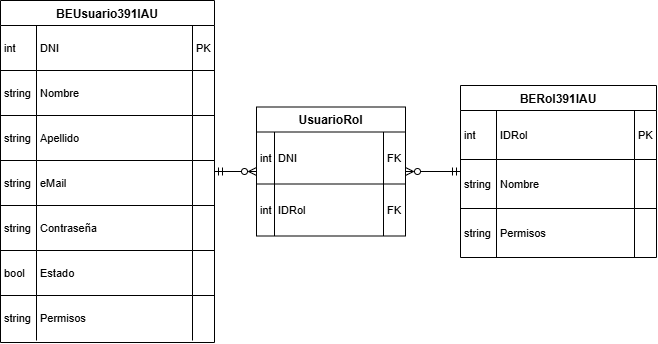 BEUsuario391IAU
int DNI PK
string Nombre
string Apellido
string eMail
string Contraseña
bool Estado
string Permisos
UsuarioRol
int DNI FK
int IDRol FK
BERol391IAU
int IDRol PK
string Nombre
string Permisos